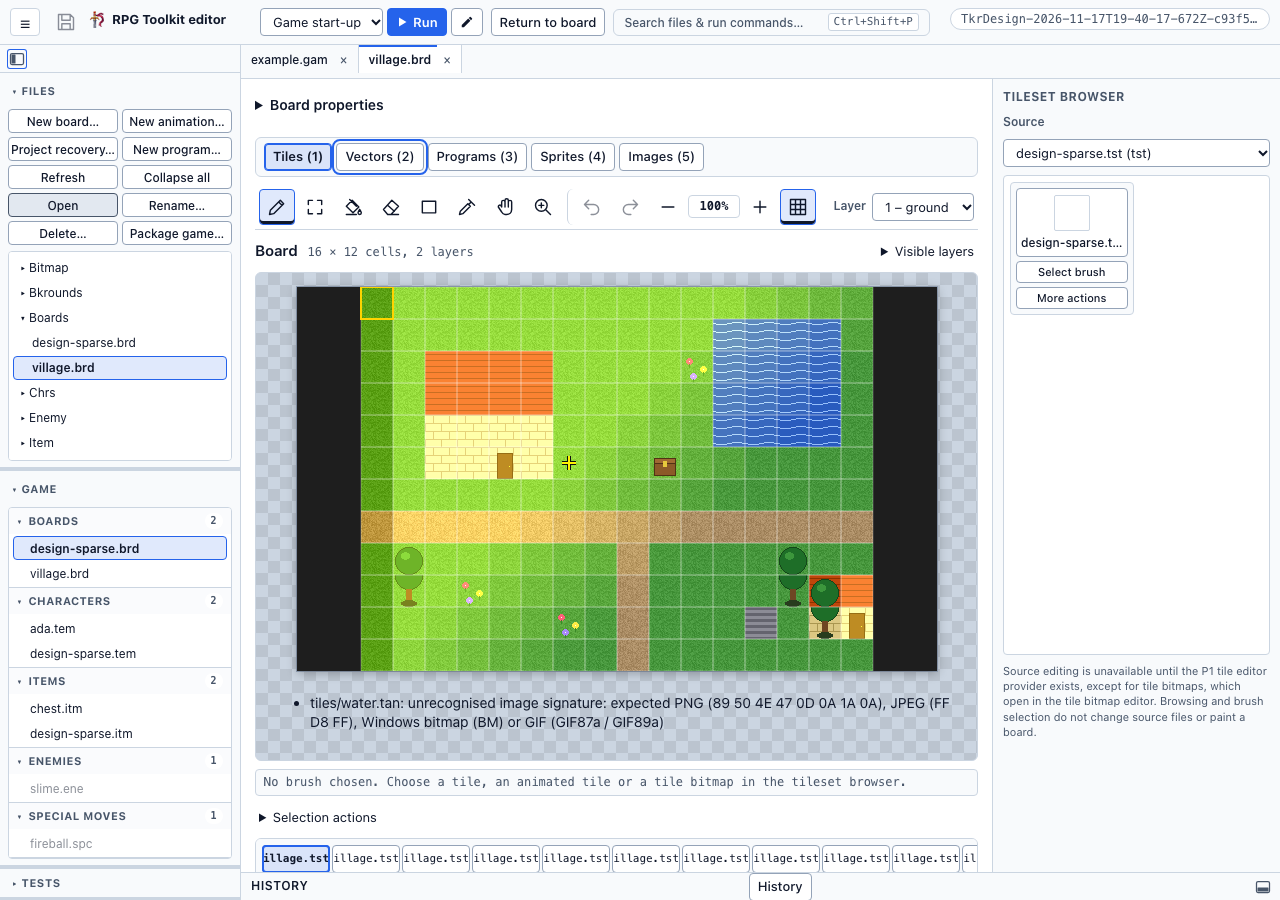 RPG Toolkit editor
Game start-up
Run
Return to board
Search files & run commands...
Ctrl+Shift+P
TkrDesign-2026-11-17T19-40-17-672Z-c93f5...
example.gam ×
village.brd ×
FILES
New board...
New animation...
Project recovery...
New program...
Refresh
Collapse all
Open
Rename...
Delete...
Package game...
Bitmap
Bkrounds
Boards
design-sparse.brd
village.brd
Chrs
Enemy
Item
GAME
BOARDS 2
design-sparse.brd
village.brd
CHARACTERS 2
ada.tem
design-sparse.tem
ITEMS 2
chest.itm
design-sparse.itm
ENEMIES 1
slime.ene
SPECIAL MOVES 1
fireball.spc
TESTS
Board properties
Tiles (1)
Vectors (2)
Programs (3)
Sprites (4)
Images (5)
100%
Layer
1 – ground
Board 16 × 12 cells, 2 layers
Visible layers
• tiles/water.tan: unrecognised image signature: expected PNG (89 50 4E 47 0D 0A 1A 0A), JPEG (FF
D8 FF), Windows bitmap (BM) or GIF (GIF87a / GIF89a)
No brush chosen. Choose a tile, an animated tile or a tile bitmap in the tileset browser.
Selection actions
illage.tst illage.tst illage.tst illage.tst illage.tst illage.tst illage.tst illage.tst illage.tst illage.tst il
HISTORY
History
TILESET BROWSER
Source
design-sparse.tst (tst)
design-sparse.t...
Select brush
More actions
Source editing is unavailable until the P1 tile editor
provider exists, except for tile bitmaps, which
open in the tile bitmap editor. Browsing and brush
selection do not change source files or paint a
board.